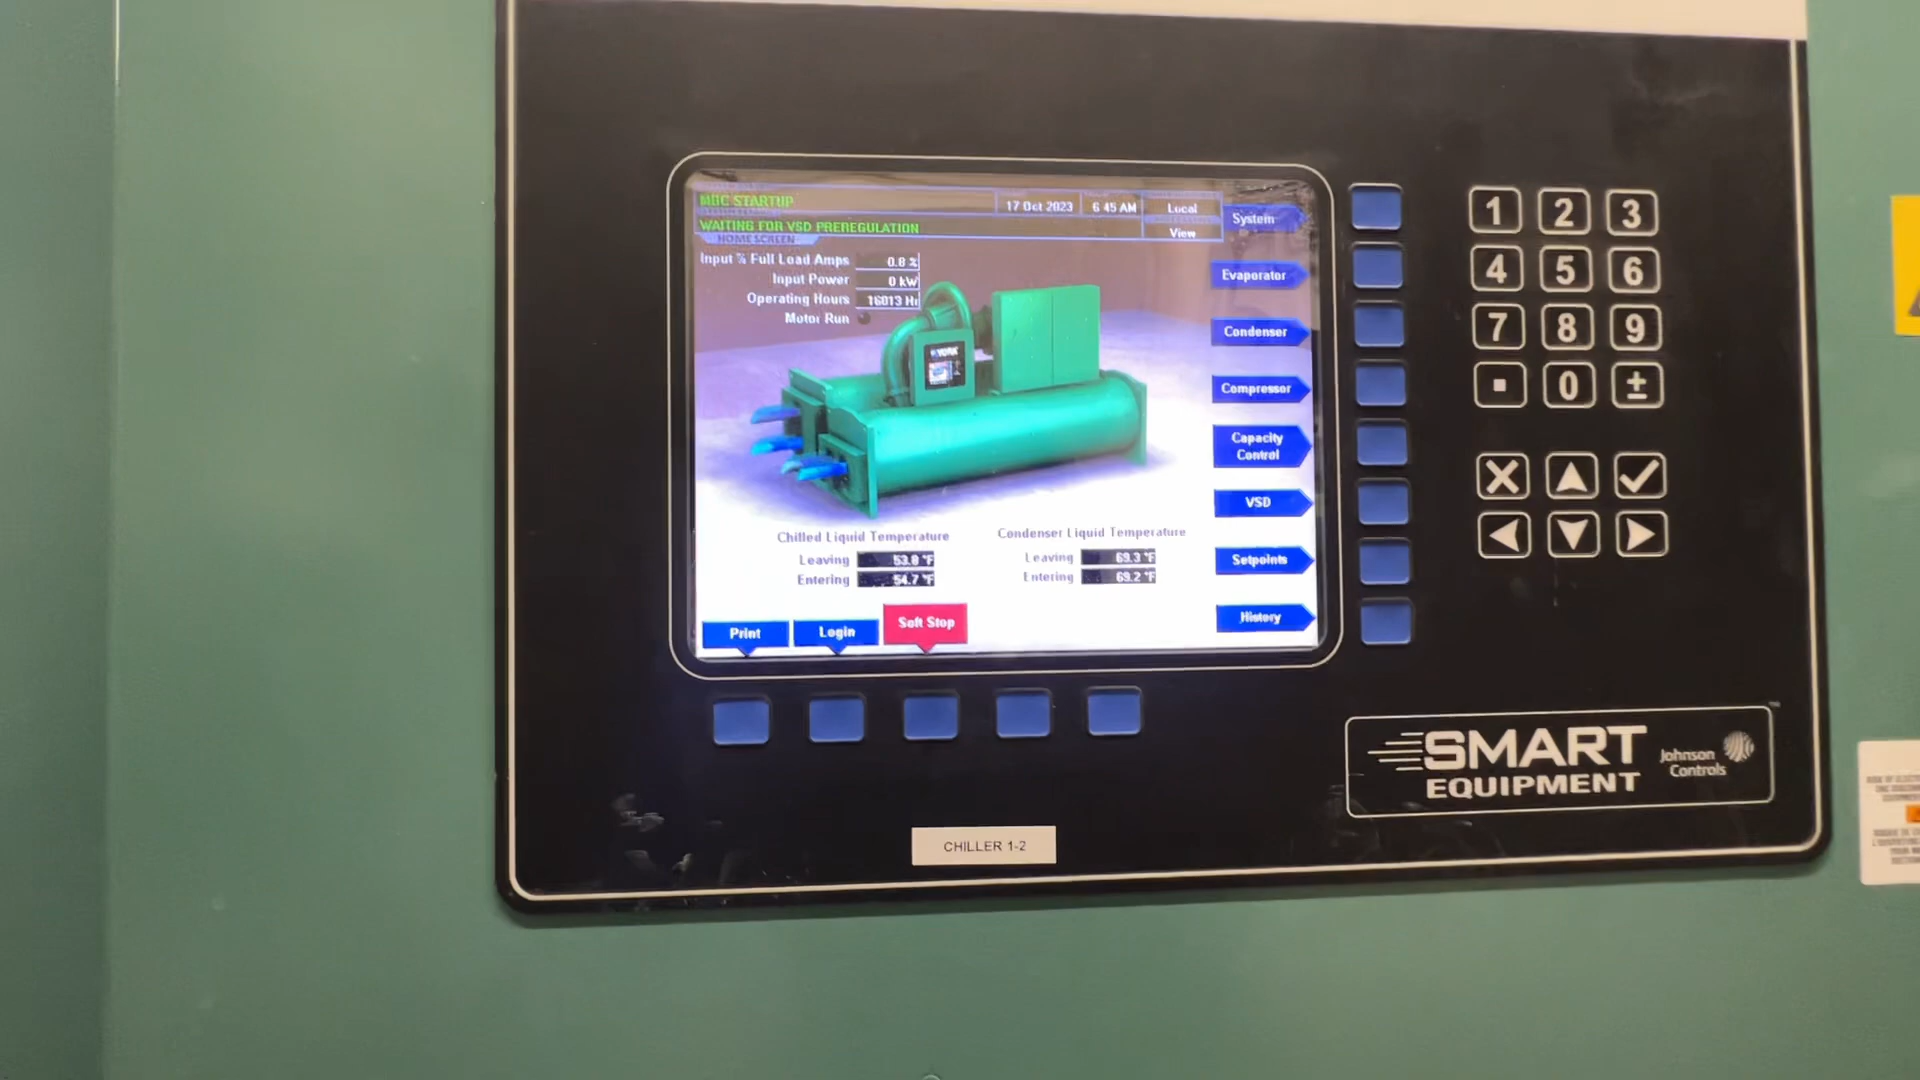 MBC STARTUP
17 Oct 2023 6:45 AM Local
WAITING FOR VSD PREREGULATION
View
HOME SCREEN
System
Input % Full Load Amps 0.8 %
Input Power 0 kW
Operating Hours 16013 Hr
Motor Run
YORK
Evaporator
Condenser
Compressor
Capacity
Control
VSD
Setpoints
History
Chilled Liquid Temperature
Leaving 53.8 °F
Entering 54.7 °F
Condenser Liquid Temperature
Leaving 69.3 °F
Entering 69.2 °F
Print
Login
Soft Stop
1 2 3
4 5 6
7 8 9
0 ±
SMART
EQUIPMENT
Johnson
Controls
TM
CHILLER 1-2